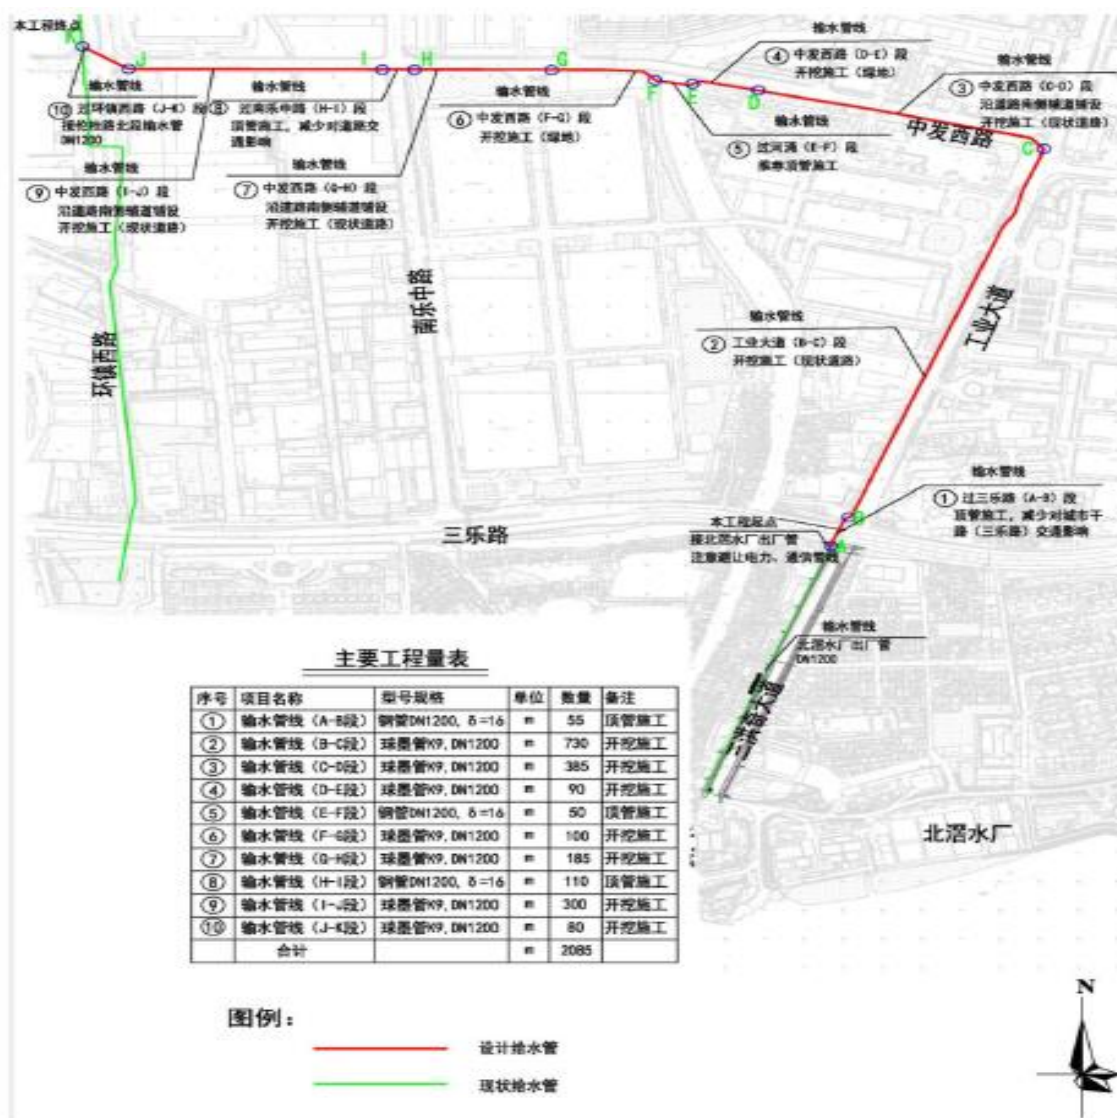 本工程终点
K
J
I
H
G
F
E
D
C
输水管线
④ 中发西路（D-E）段
开挖施工（绿地）
输水管线
③ 中发西路（C-D）段
沿道路南侧辅道铺设
开挖施工（现状道路）
输水管线
⑩ 过环镇西路（J-K）段
接伦桂路北段输水管
DN1200
输水管线
⑧ 过南乐中路（H-I）段
顶管施工，减少对道路交
通影响
输水管线
⑥ 中发西路（F-G）段
开挖施工（绿地）
输水管线
⑤ 过河涌（E-F）段
推荐顶管施工
中发西路
输水管线
⑨ 中发西路（I-J）段
沿道路南侧辅道铺设
开挖施工（现状道路）
输水管线
⑦ 中发西路（G-H）段
沿道路南侧辅道铺设
开挖施工（现状道路）
环镇西路
南乐中路
工业大道
输水管线
② 工业大道（B-C）段
开挖施工（现状道路）
输水管线
① 过三乐路（A-B）段
顶管施工，减少对城市干
路（三乐路）交通影响
B
A
本工程起点
接北滘水厂出厂管
注意避让电力、通信管线
三乐路
输水管线
北滘水厂出厂管
DN1200
北滘水厂
主要工程量表
序号 项目名称 型号规格 单位 数量 备注
① 输水管线（A-B段） 钢管DN1200，δ=16 m 55 顶管施工
② 输水管线（B-C段） 球墨管K9，DN1200 m 730 开挖施工
③ 输水管线（C-D段） 球墨管K9，DN1200 m 385 开挖施工
④ 输水管线（D-E段） 球墨管K9，DN1200 m 90 开挖施工
⑤ 输水管线（E-F段） 钢管DN1200，δ=16 m 50 顶管施工
⑥ 输水管线（F-G段） 球墨管K9，DN1200 m 100 开挖施工
⑦ 输水管线（G-H段） 球墨管K9，DN1200 m 185 开挖施工
⑧ 输水管线（H-I段） 钢管DN1200，δ=16 m 110 顶管施工
⑨ 输水管线（I-J段） 球墨管K9，DN1200 m 300 开挖施工
⑩ 输水管线（J-K段） 球墨管K9，DN1200 m 80 开挖施工
合计 m 2085
N
图例：
设计给水管
现状给水管